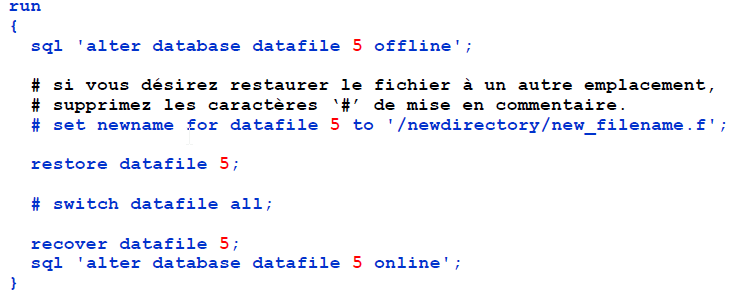 run
{
sql 'alter database datafile 5 offline';
# si vous désirez restaurer le fichier à un autre emplacement,
# supprimez les caractères ‘#’ de mise en commentaire.
# set newname for datafile 5 to '/newdirectory/new_filename.f';
restore datafile 5;
# switch datafile all;
recover datafile 5;
sql 'alter database datafile 5 online';
}